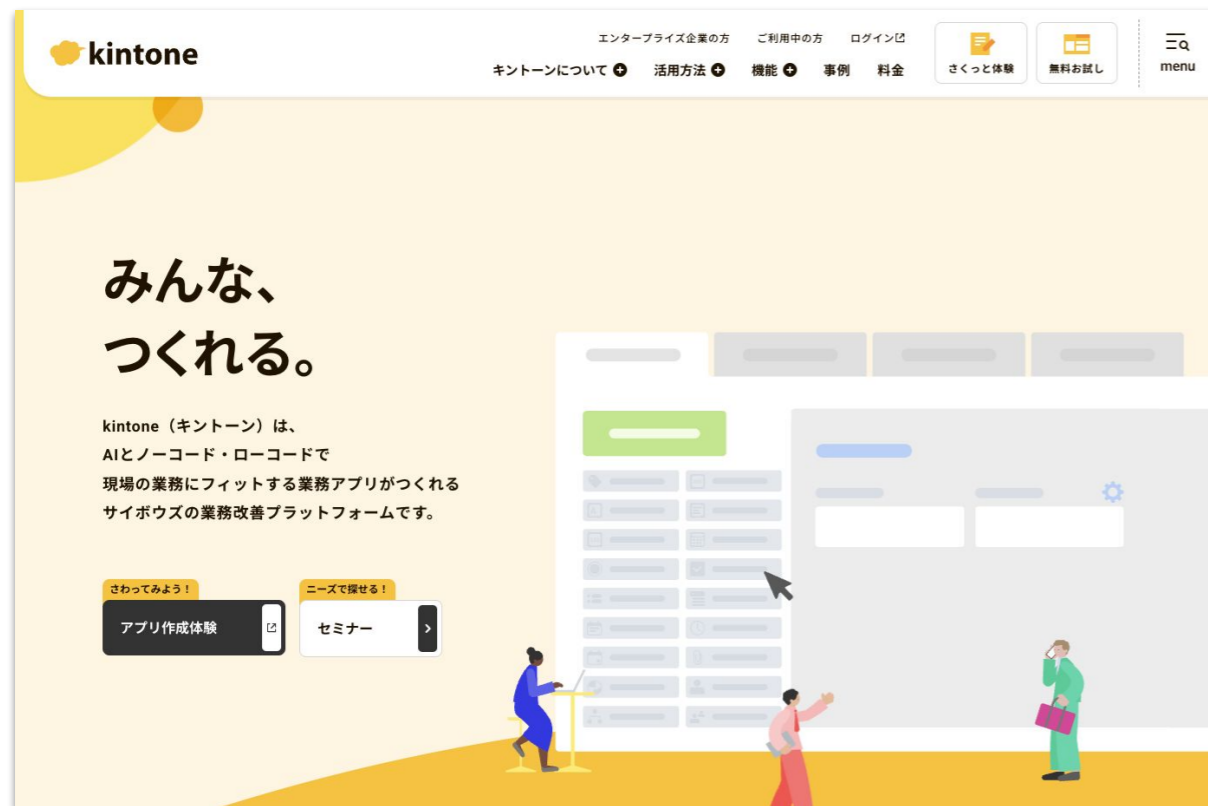 kintone
エンタープライズ企業の方 ご利用中の方 ログイン
キントーンについて 活用方法 機能 事例 料金
さくっと体験
無料お試し
menu
みんな、
つくれる。
kintone（キントーン）は、
AIとノーコード・ローコードで
現場の業務にフィットする業務アプリがつくれる
サイボウズの業務改善プラットフォームです。
さわってみよう！
アプリ作成体験
ニーズで探せる！
セミナー